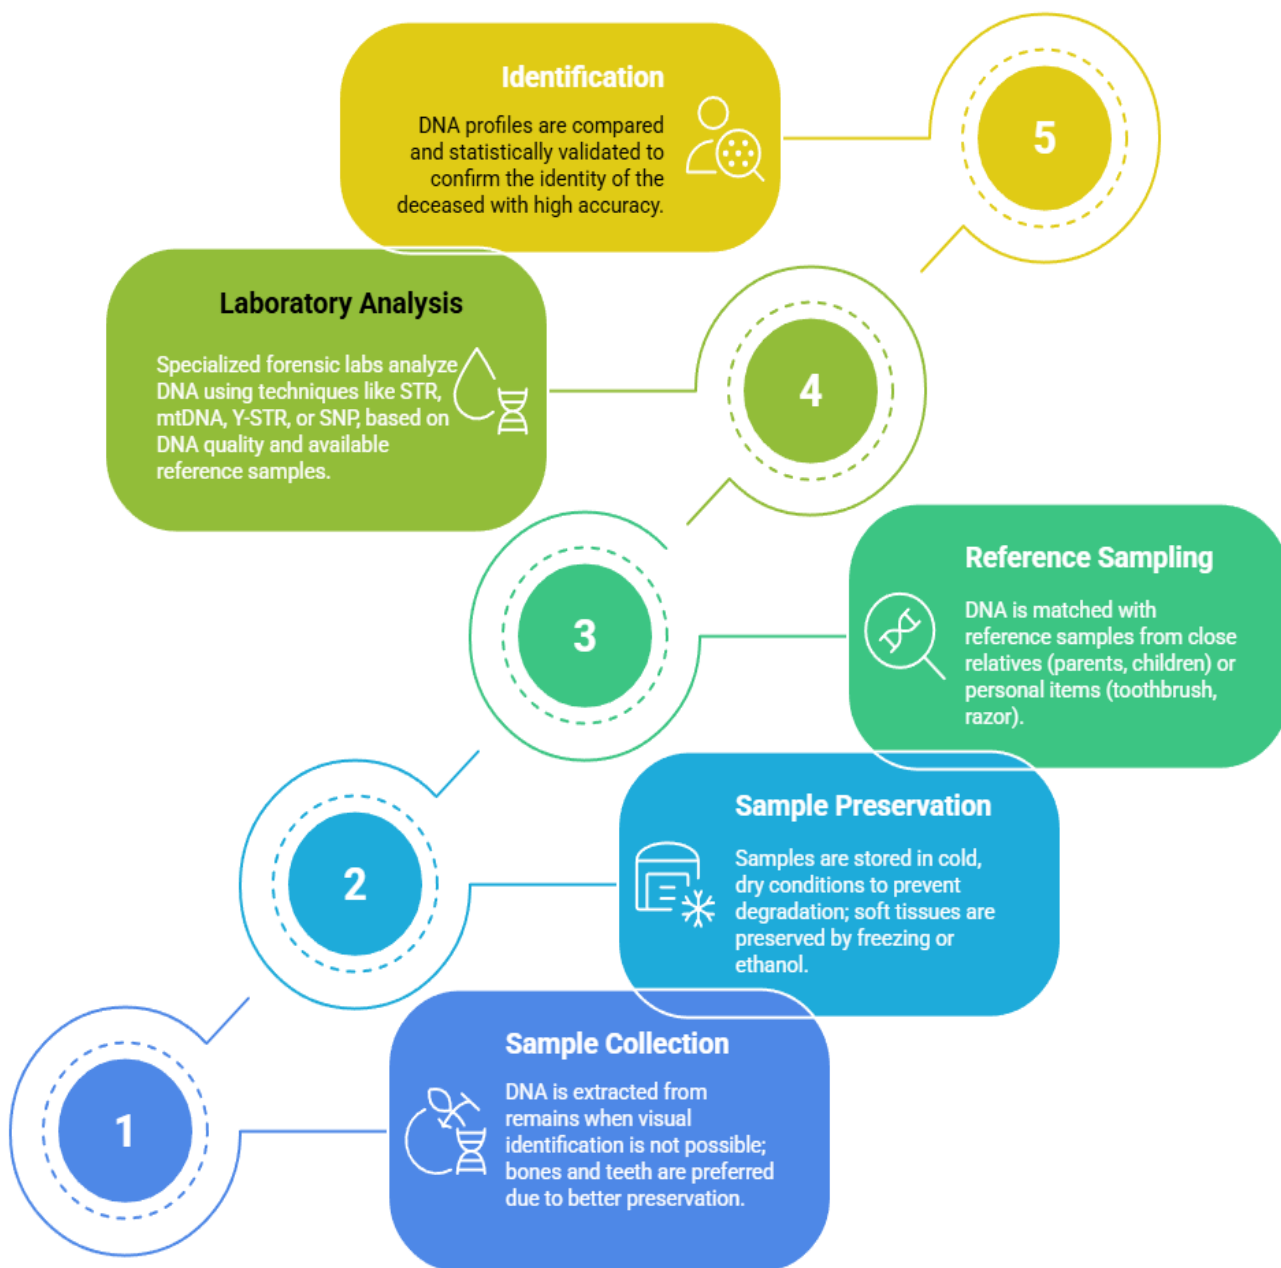 Identification
DNA profiles are compared
and statistically validated to
confirm the identity of the
deceased with high accuracy.
5
Laboratory Analysis
Specialized forensic labs analyze
DNA using techniques like STR,
mtDNA, Y-STR, or SNP, based on
DNA quality and available
reference samples.
4
3
Reference Sampling
DNA is matched with
reference samples from close
relatives (parents, children) or
personal items (toothbrush,
razor).
2
Sample Preservation
Samples are stored in cold,
dry conditions to prevent
degradation; soft tissues are
preserved by freezing or
ethanol.
1
Sample Collection
DNA is extracted from
remains when visual
identification is not possible;
bones and teeth are preferred
due to better preservation.